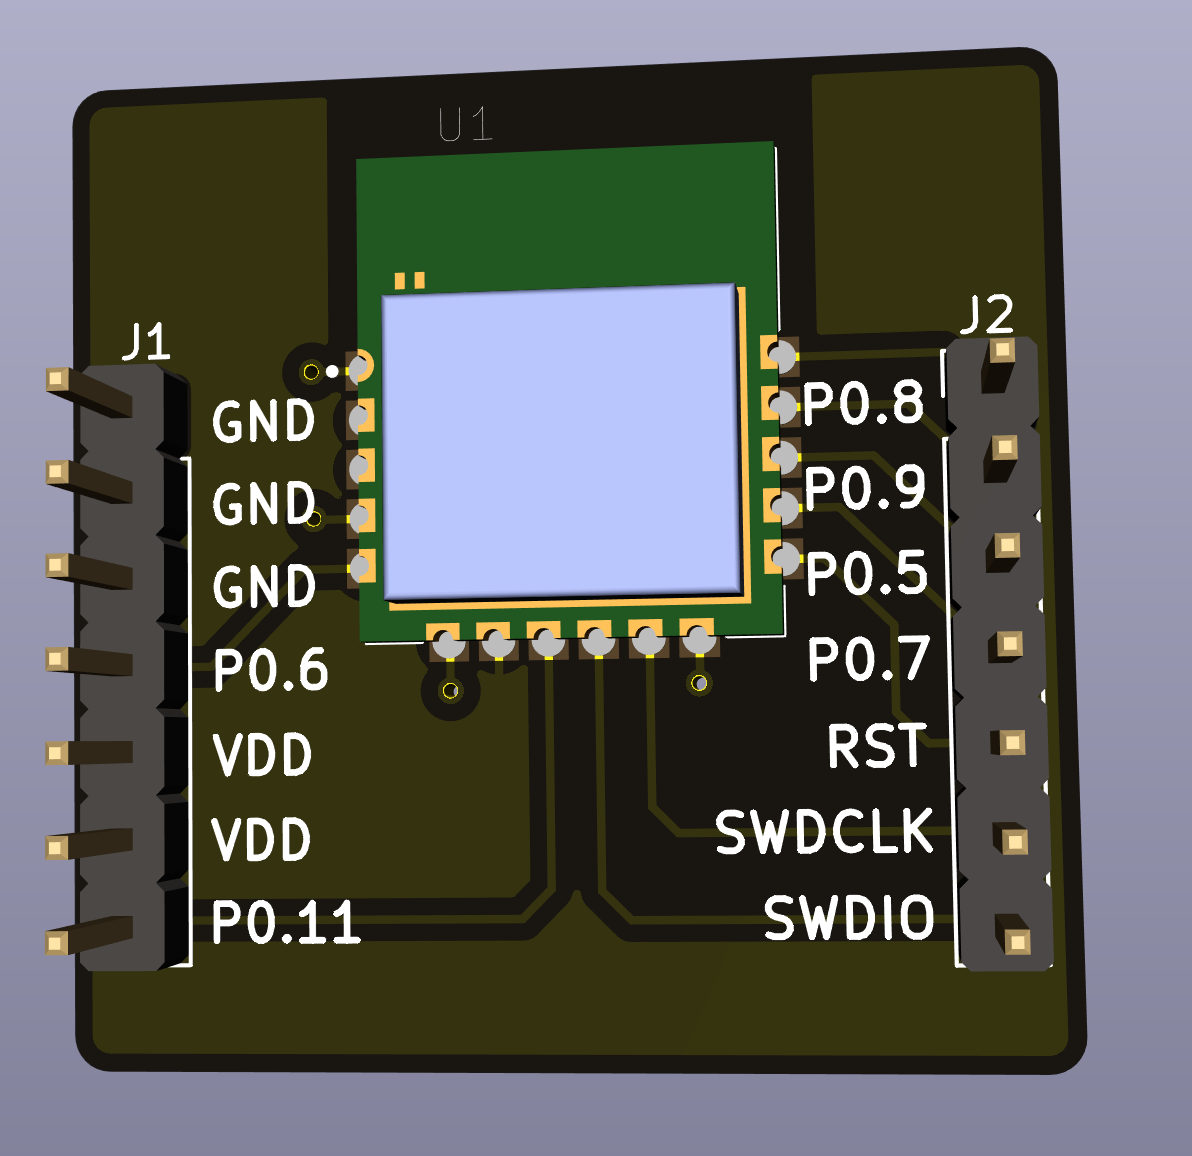 U1
J1
J2
GND
GND
GND
P0.6
VDD
VDD
P0.11
P0.8
P0.9
P0.5
P0.7
RST
SWDCLK
SWDIO